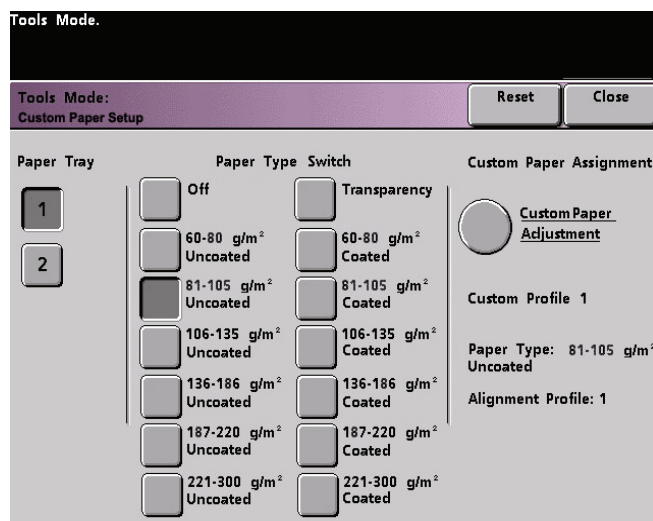 Tools Mode.
Tools Mode:
Custom Paper Setup
Reset
Close
Paper Tray
1
2
Paper Type Switch
Off
Transparency
60-80 g/m²
Uncoated
60-80 g/m²
Coated
81-105 g/m²
Uncoated
81-105 g/m²
Coated
106-135 g/m²
Uncoated
106-135 g/m²
Coated
136-186 g/m²
Uncoated
136-186 g/m²
Coated
187-220 g/m²
Uncoated
187-220 g/m²
Coated
221-300 g/m²
Uncoated
221-300 g/m²
Coated
Custom Paper Assignment
Custom Paper
Adjustment
Custom Profile 1
Paper Type: 81-105 g/m²
Uncoated
Alignment Profile: 1